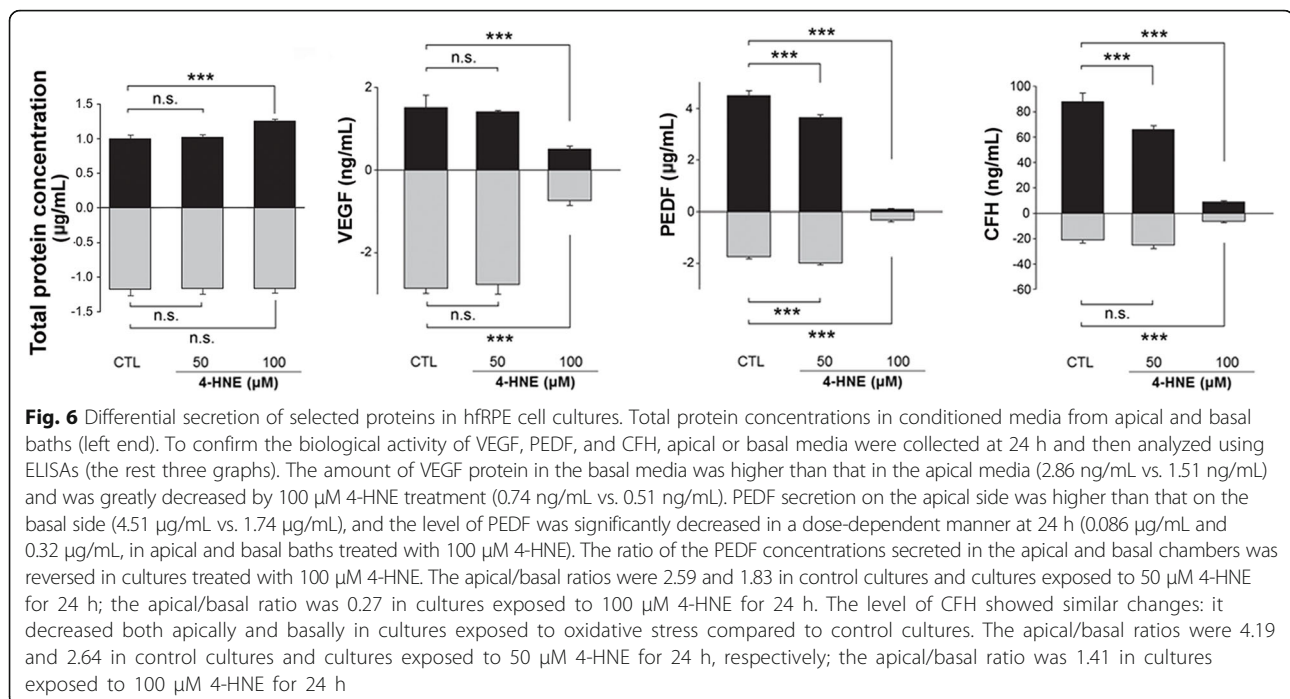 ***
n.s.
1.5
1.0
0.5
0.0
-0.5
-1.0
-1.5
Total protein concentration
(µg/mL)
n.s.
n.s.
CTL
50
100
4-HNE (µM)
***
n.s.
2
0
-2
VEGF (ng/mL)
n.s.
***
CTL
50
100
4-HNE (µM)
***
***
4
2
0
-2
PEDF (µg/mL)
***
***
CTL
50
100
4-HNE (µM)
***
***
100
80
60
40
20
0
-20
-40
-60
CFH (ng/mL)
n.s.
***
CTL
50
100
4-HNE (µM)
Fig. 6 Differential secretion of selected proteins in hfRPE cell cultures. Total protein concentrations in conditioned media from apical and basal
baths (left end). To confirm the biological activity of VEGF, PEDF, and CFH, apical or basal media were collected at 24 h and then analyzed using
ELISAs (the rest three graphs). The amount of VEGF protein in the basal media was higher than that in the apical media (2.86 ng/mL vs. 1.51 ng/mL)
and was greatly decreased by 100 µM 4-HNE treatment (0.74 ng/mL vs. 0.51 ng/mL). PEDF secretion on the apical side was higher than that on the
basal side (4.51 µg/mL vs. 1.74 µg/mL), and the level of PEDF was significantly decreased in a dose-dependent manner at 24 h (0.086 µg/mL and
0.32 µg/mL, in apical and basal baths treated with 100 µM 4-HNE). The ratio of the PEDF concentrations secreted in the apical and basal chambers was
reversed in cultures treated with 100 µM 4-HNE. The apical/basal ratios were 2.59 and 1.83 in control cultures and cultures exposed to 50 µM 4-HNE
for 24 h; the apical/basal ratio was 0.27 in cultures exposed to 100 µM 4-HNE for 24 h. The level of CFH showed similar changes: it
decreased both apically and basally in cultures exposed to oxidative stress compared to control cultures. The apical/basal ratios were 4.19
and 2.64 in control cultures and cultures exposed to 50 µM 4-HNE for 24 h, respectively; the apical/basal ratio was 1.41 in cultures
exposed to 100 µM 4-HNE for 24 h